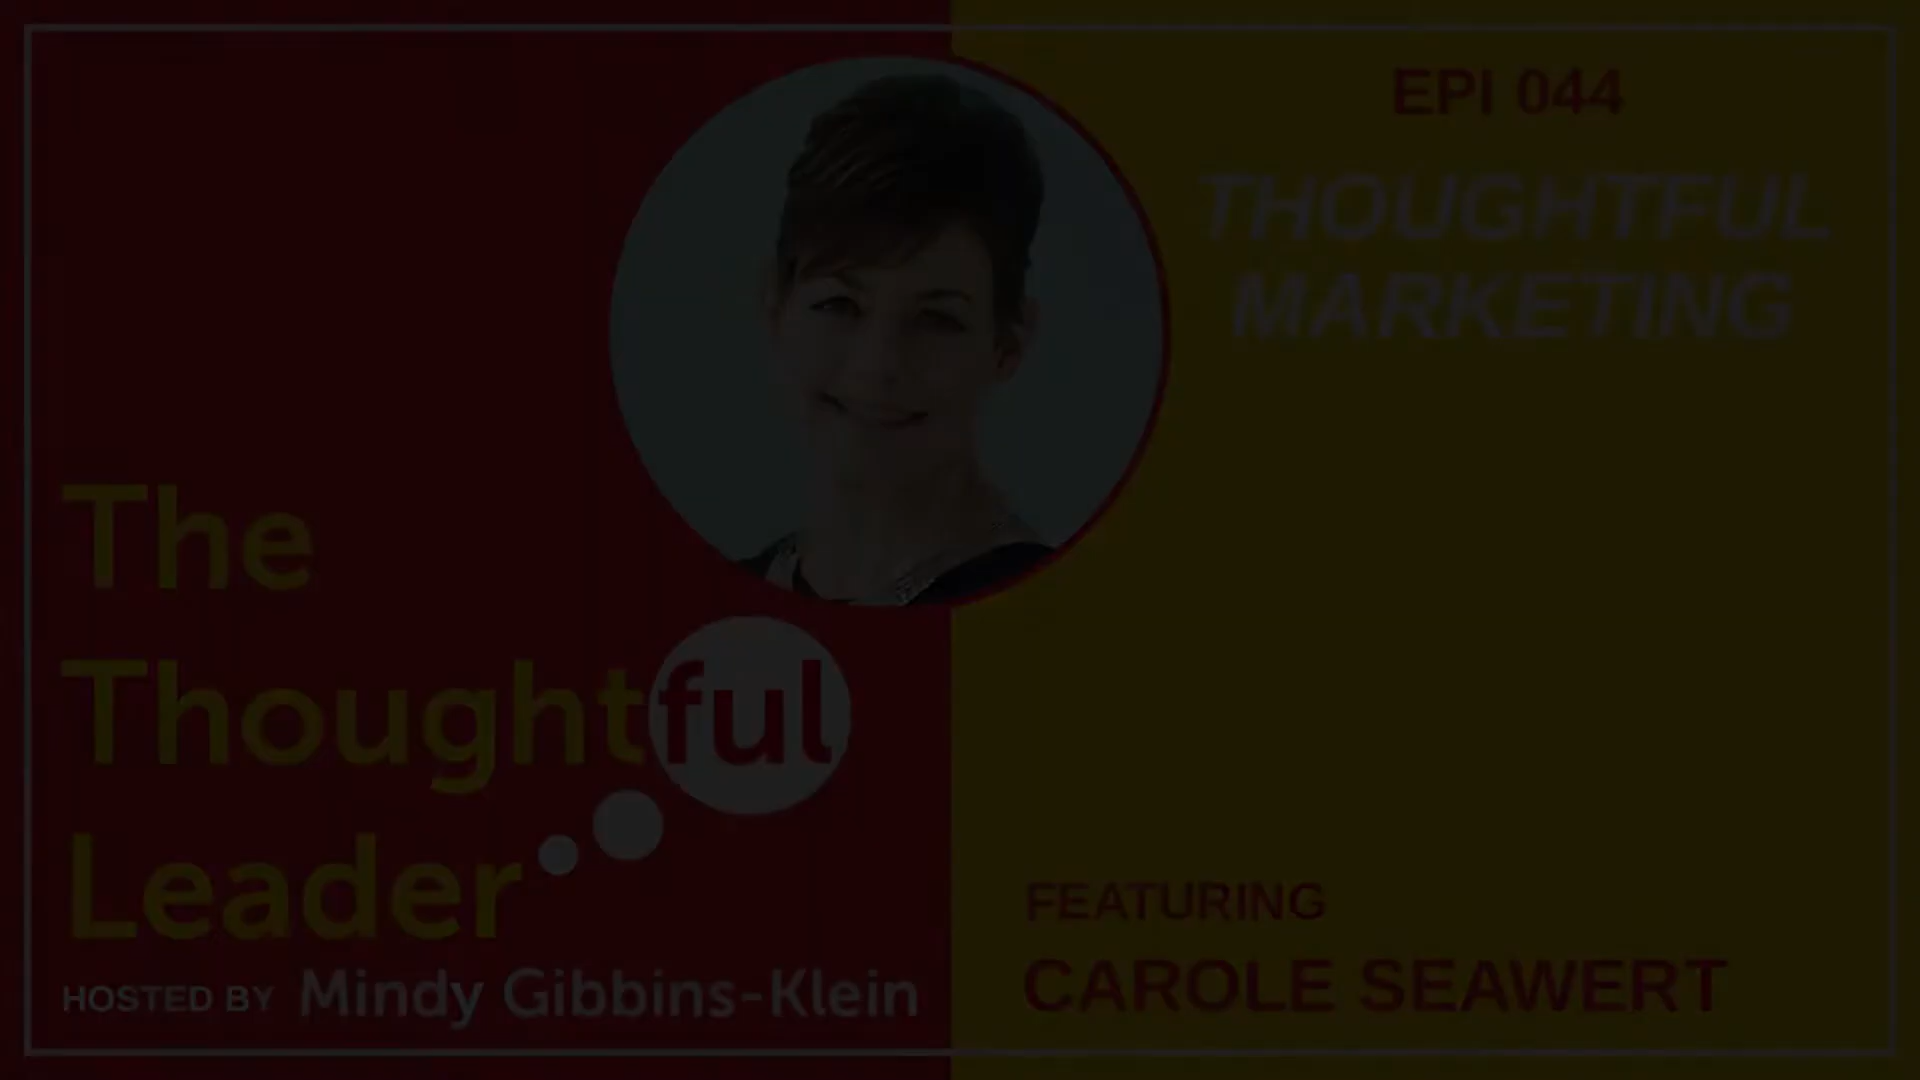 The
Thoughtful
Leader
HOSTED BY Mindy Gibbins-Klein
EPI 044
THOUGHTFUL
MARKETING
FEATURING
CAROLE SEAWERT